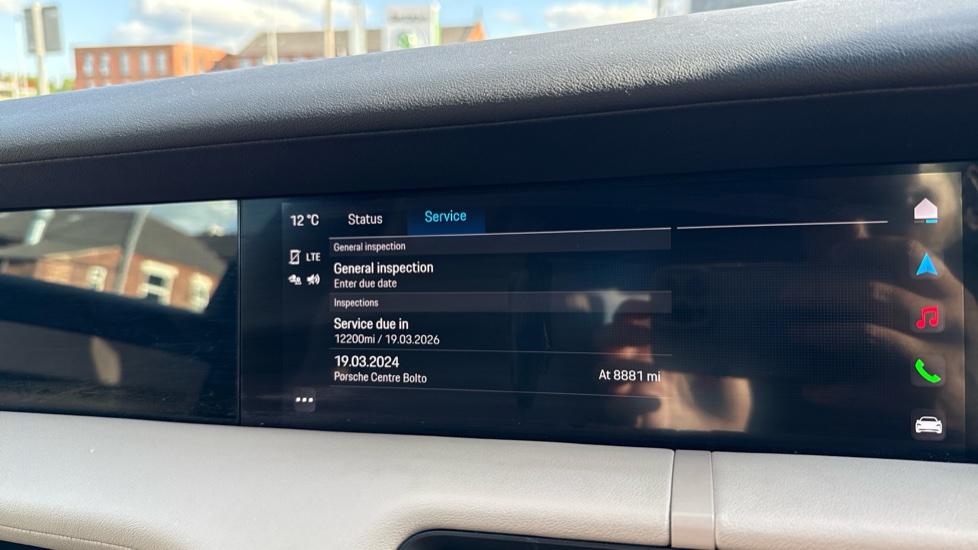 12 °C
Status
Service
LTE
General inspection
General inspection
Enter due date
Inspections
Service due in
12200mi / 19.03.2026
19.03.2024
Porsche Centre Bolto
At 8881 mi